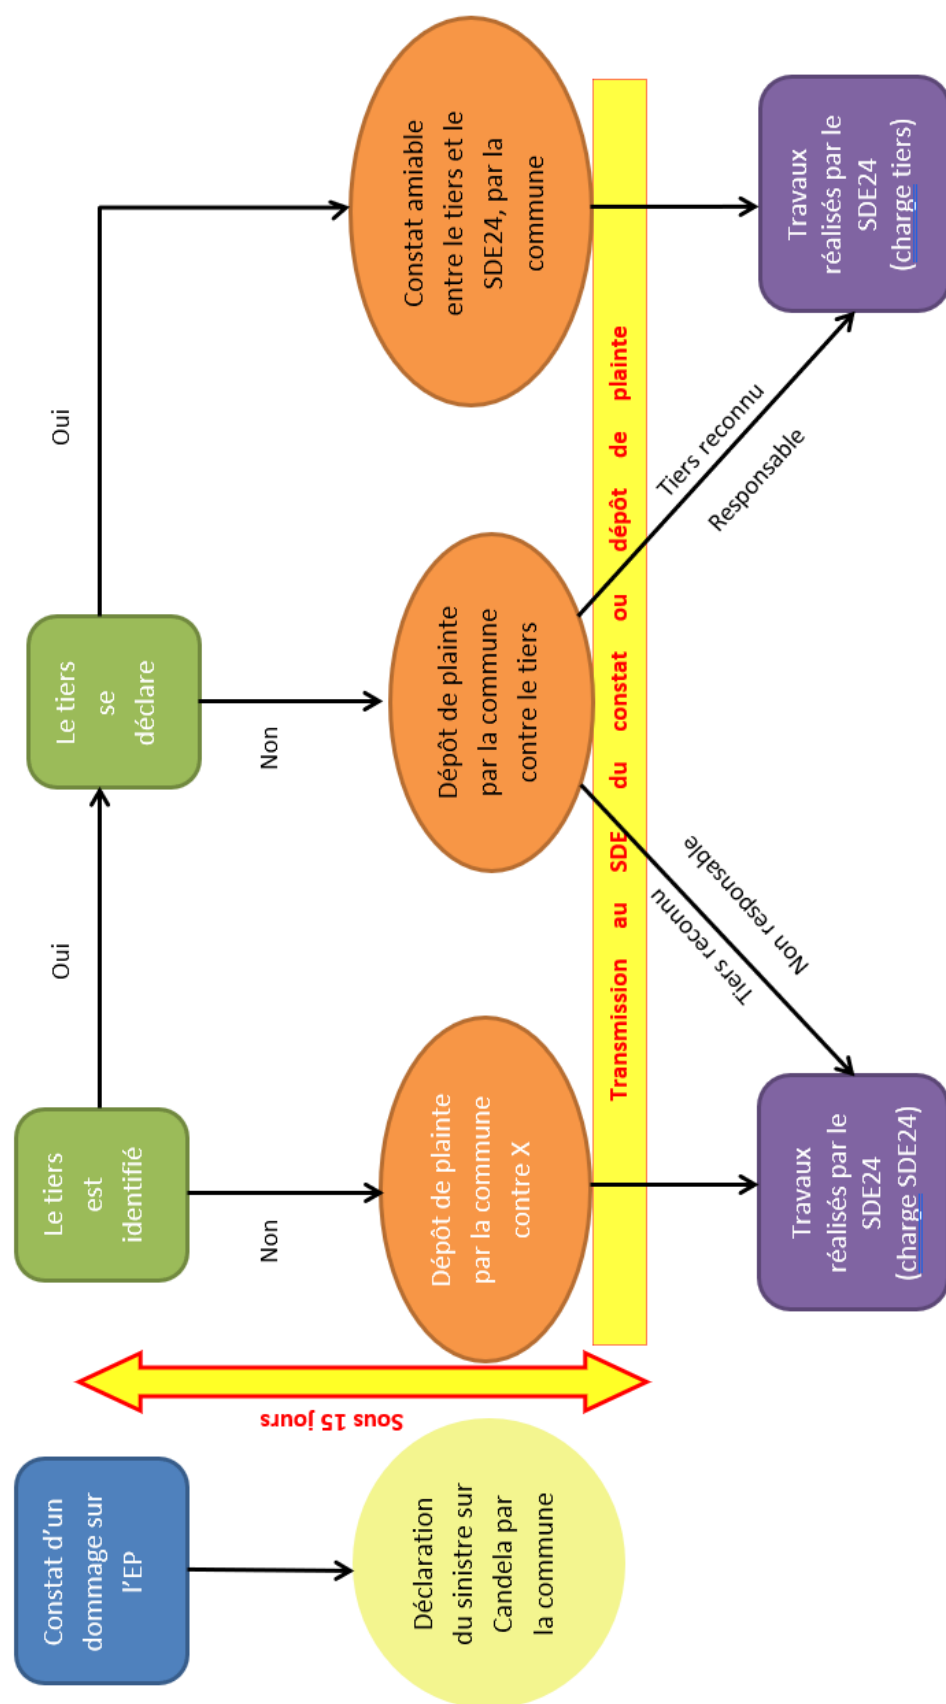 Constat d’un
dommage sur
l’EP
Déclaration
du sinistre sur
Candela par
la commune
Sous 15 jours
Le tiers
est
identifié
Oui
Non
Dépôt de plainte
par la commune
contre X
Le tiers
se
déclare
Oui
Non
Dépôt de plainte
par la commune
contre le tiers
Constat amiable
entre le tiers et le
SDE24, par la
commune
Transmission au SDE du constat ou dépôt de plainte
Tiers reconnu
Non responsable
Tiers reconnu
Responsable
Travaux
réalisés par le
SDE24
(charge SDE24)
Travaux
réalisés par le
SDE24
(charge tiers)